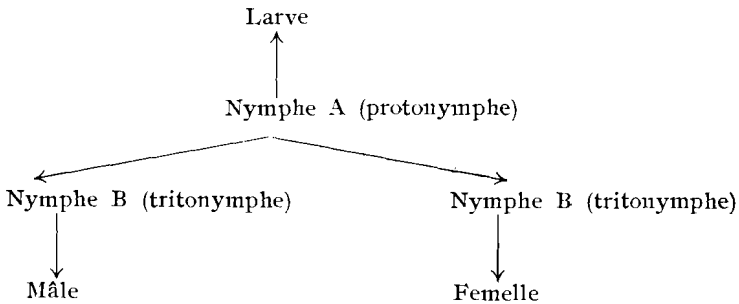 Larve
Nymphe A (protonymphe)
Nymphe B (tritonymphe) Nymphe B (tritonymphe)
Mâle Femelle